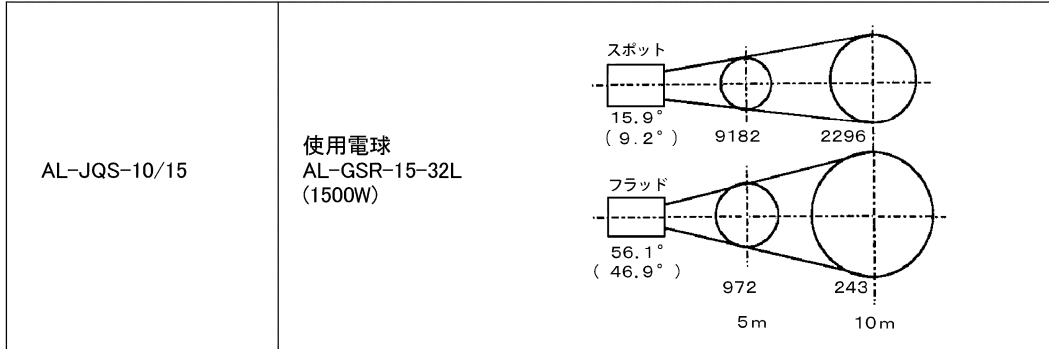 AL-JQS-10/15
使用電球
AL-GSR-15-32L
(1500W)
スポット
15.9°
( 9.2° )
9182
2296
フラッド
56.1°
( 46.9° )
972
243
5m
10m